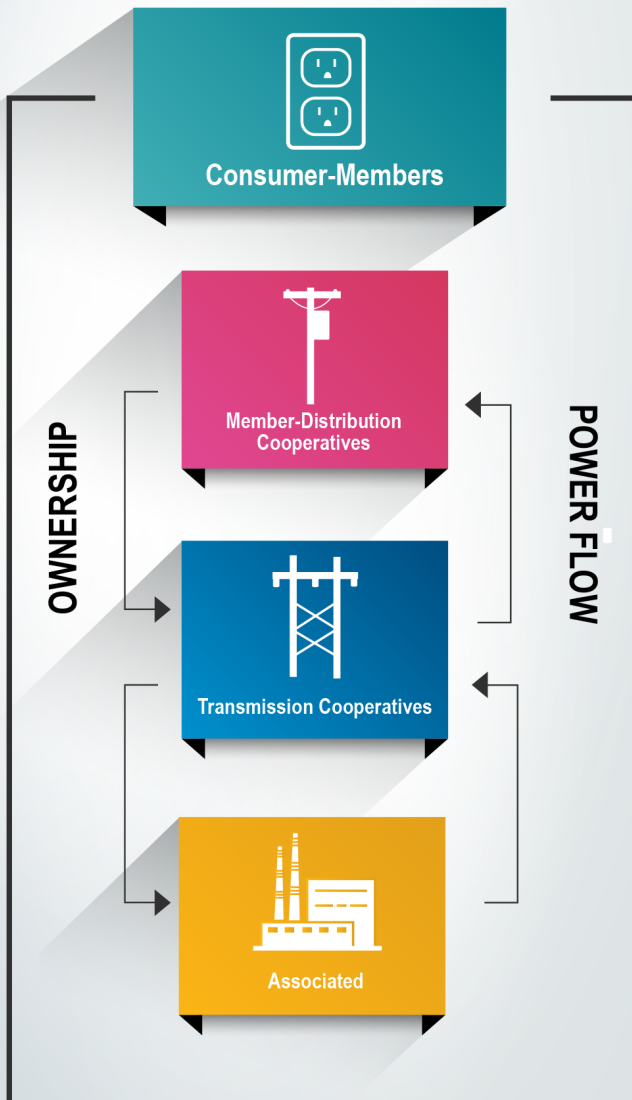 Consumer-Members
Member-Distribution
Cooperatives
OWNERSHIP
POWER FLOW
Transmission Cooperatives
Associated